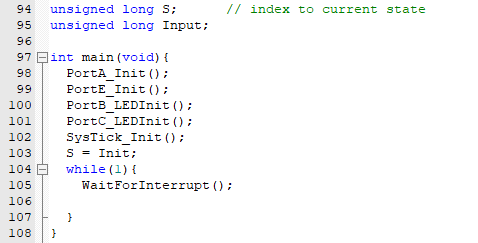 94 unsigned long S;      // index to current state
95 unsigned long Input;
96
97 int main(void){
98   PortA_Init();
99   PortE_Init();
100   PortB_LEDInit();
101   PortC_LEDInit();
102   SysTick_Init();
103   S = Init;
104   while(1){
105     WaitForInterrupt();
106
107   }
108 }